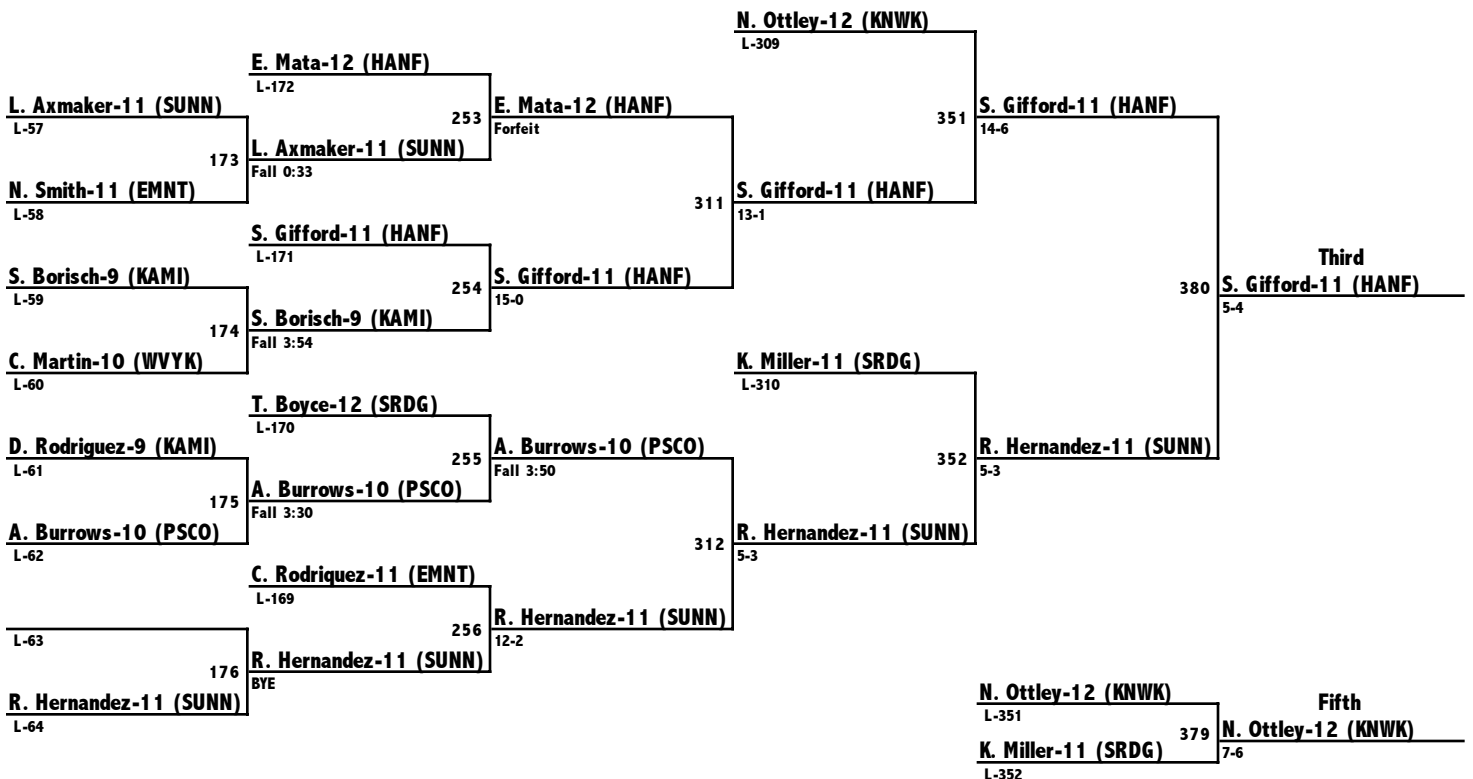 N. Ottley-12 (KNWK)
L-309
E. Mata-12 (HANF)
L-172
L. Axmaker-11 (SUNN)
L-57
253
E. Mata-12 (HANF)
Forfeit
351
S. Gifford-11 (HANF)
14-6
173
L. Axmaker-11 (SUNN)
Fall 0:33
N. Smith-11 (EMNT)
L-58
311
S. Gifford-11 (HANF)
13-1
S. Gifford-11 (HANF)
L-171
S. Borisch-9 (KAMI)
L-59
254
S. Gifford-11 (HANF)
15-0
Third
380
S. Gifford-11 (HANF)
5-4
174
S. Borisch-9 (KAMI)
Fall 3:54
C. Martin-10 (WVYK)
L-60
K. Miller-11 (SRDG)
L-310
T. Boyce-12 (SRDG)
L-170
D. Rodriguez-9 (KAMI)
L-61
255
A. Burrows-10 (PSCO)
Fall 3:50
352
R. Hernandez-11 (SUNN)
5-3
175
A. Burrows-10 (PSCO)
Fall 3:30
A. Burrows-10 (PSCO)
L-62
312
R. Hernandez-11 (SUNN)
5-3
C. Rodriquez-11 (EMNT)
L-169
L-63
256
R. Hernandez-11 (SUNN)
12-2
176
R. Hernandez-11 (SUNN)
BYE
R. Hernandez-11 (SUNN)
L-64
N. Ottley-12 (KNWK)
L-351
Fifth
379
N. Ottley-12 (KNWK)
7-6
K. Miller-11 (SRDG)
L-352